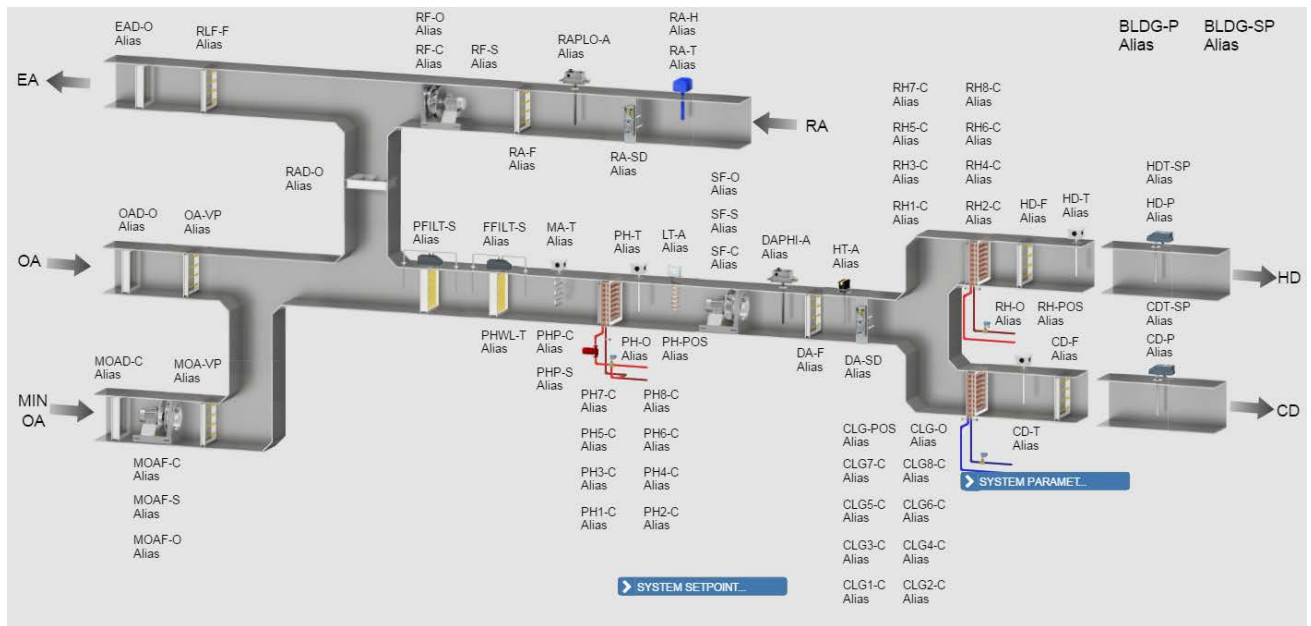 EAD-O
Alias
RLF-F
Alias
RF-O
Alias
RF-C
Alias
RF-S
Alias
RAPLO-A
Alias
RA-H
Alias
RA-T
Alias
BLDG-P
Alias
BLDG-SP
Alias
EA
RA
RAD-O
Alias
RA-F
Alias
RA-SD
Alias
RH7-C
Alias
RH8-C
Alias
RH5-C
Alias
RH6-C
Alias
RH3-C
Alias
RH4-C
Alias
RH1-C
Alias
RH2-C
Alias
HD-F
Alias
HD-T
Alias
HDT-SP
Alias
HD-P
Alias
OAD-O
Alias
OA-VP
Alias
PFILT-S
Alias
FFILT-S
Alias
MA-T
Alias
PH-T
Alias
LT-A
Alias
SF-O
Alias
SF-S
Alias
SF-C
Alias
DAPHI-A
Alias
HT-A
Alias
OA
HD
MOAD-C
Alias
MOA-VP
Alias
PHWL-T
Alias
PHP-C
Alias
PHP-S
Alias
PH-O
Alias
PH-POS
Alias
DA-F
Alias
DA-SD
Alias
RH-O
Alias
RH-POS
Alias
CD-F
Alias
CDT-SP
Alias
CD-P
Alias
MIN
OA
CD
PH7-C
Alias
PH8-C
Alias
PH5-C
Alias
PH6-C
Alias
PH3-C
Alias
PH4-C
Alias
PH1-C
Alias
PH2-C
Alias
CLG-POS
Alias
CLG-O
Alias
CD-T
Alias
CLG7-C
Alias
CLG8-C
Alias
CLG5-C
Alias
CLG6-C
Alias
CLG3-C
Alias
CLG4-C
Alias
CLG1-C
Alias
CLG2-C
Alias
MOAF-C
Alias
MOAF-S
Alias
MOAF-O
Alias
SYSTEM PARAMET...
SYSTEM SETPOINT...